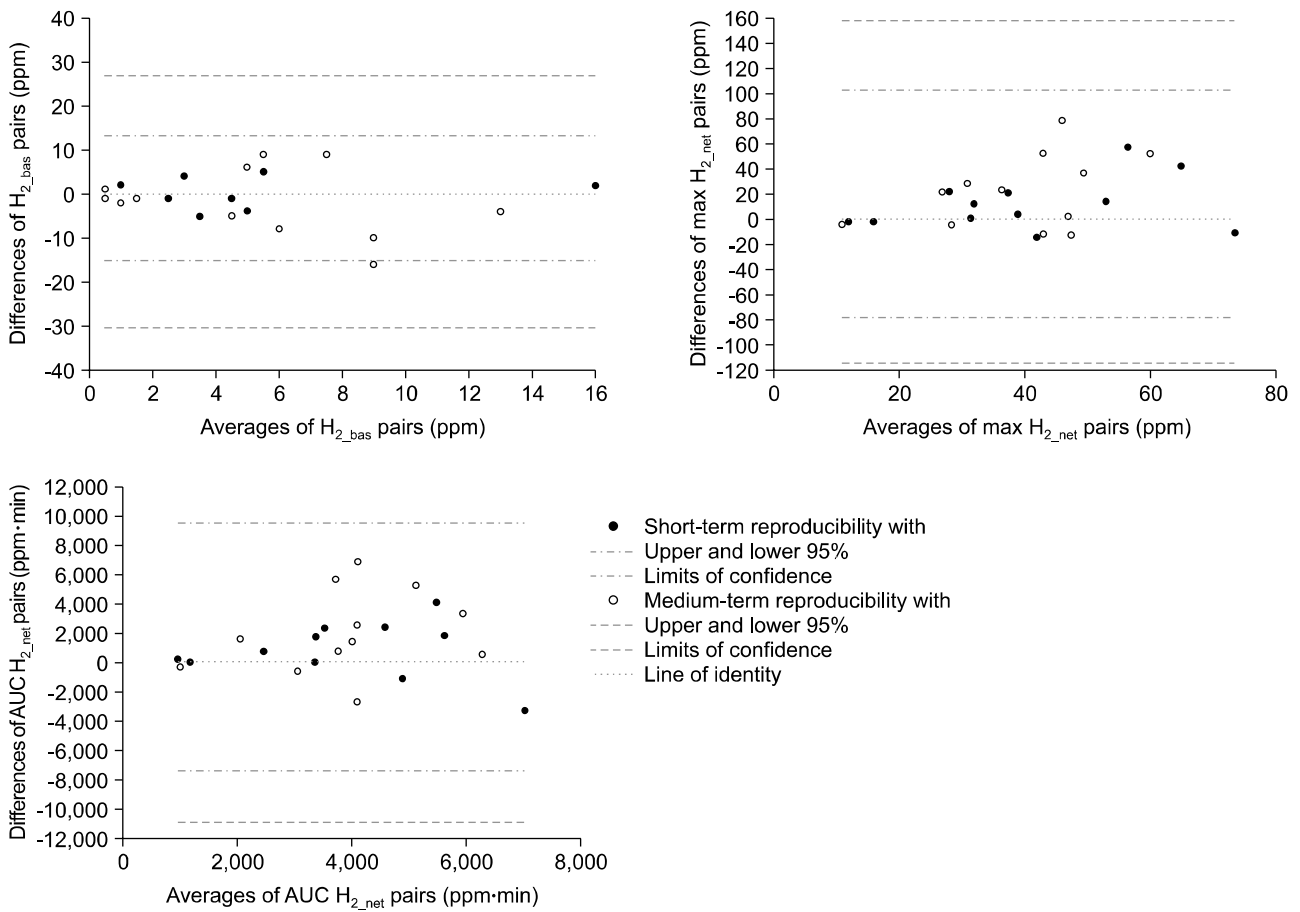 Differences of H2_bas pairs (ppm)
40
30
20
10
0
-10
-20
-30
-40
0 2 4 6 8 10 12 14 16
Averages of H2_bas pairs (ppm)
Differences of max H2_net pairs (ppm)
160
140
120
100
80
60
40
20
0
-20
-40
-60
-80
-100
-120
0 20 40 60 80
Averages of max H2_net pairs (ppm)
Differences of AUC H2_net pairs (ppm·min)
12,000
10,000
8,000
6,000
4,000
2,000
0
-2,000
-4,000
-6,000
-8,000
-10,000
-12,000
0 2,000 4,000 6,000 8,000
Averages of AUC H2_net pairs (ppm·min)
Short-term reproducibility with
Upper and lower 95%
Limits of confidence
Medium-term reproducibility with
Upper and lower 95%
Limits of confidence
Line of identity